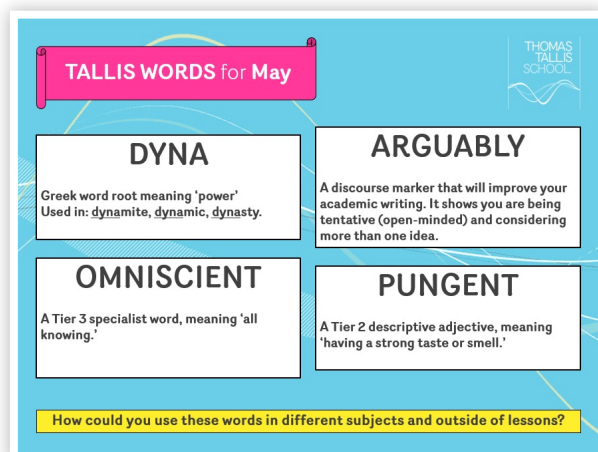 TALLIS WORDS for May
THOMAS
TALLIS
SCHOOL
DYNA
Greek word root meaning ‘power’
Used in: dynamite, dynamic, dynasty.
ARGUABLY
A discourse marker that will improve your
academic writing. It shows you are being
tentative (open-minded) and considering
more than one idea.
OMNISCIENT
A Tier 3 specialist word, meaning ‘all
knowing.’
PUNGENT
A Tier 2 descriptive adjective, meaning
‘having a strong taste or smell.’
How could you use these words in different subjects and outside of lessons?